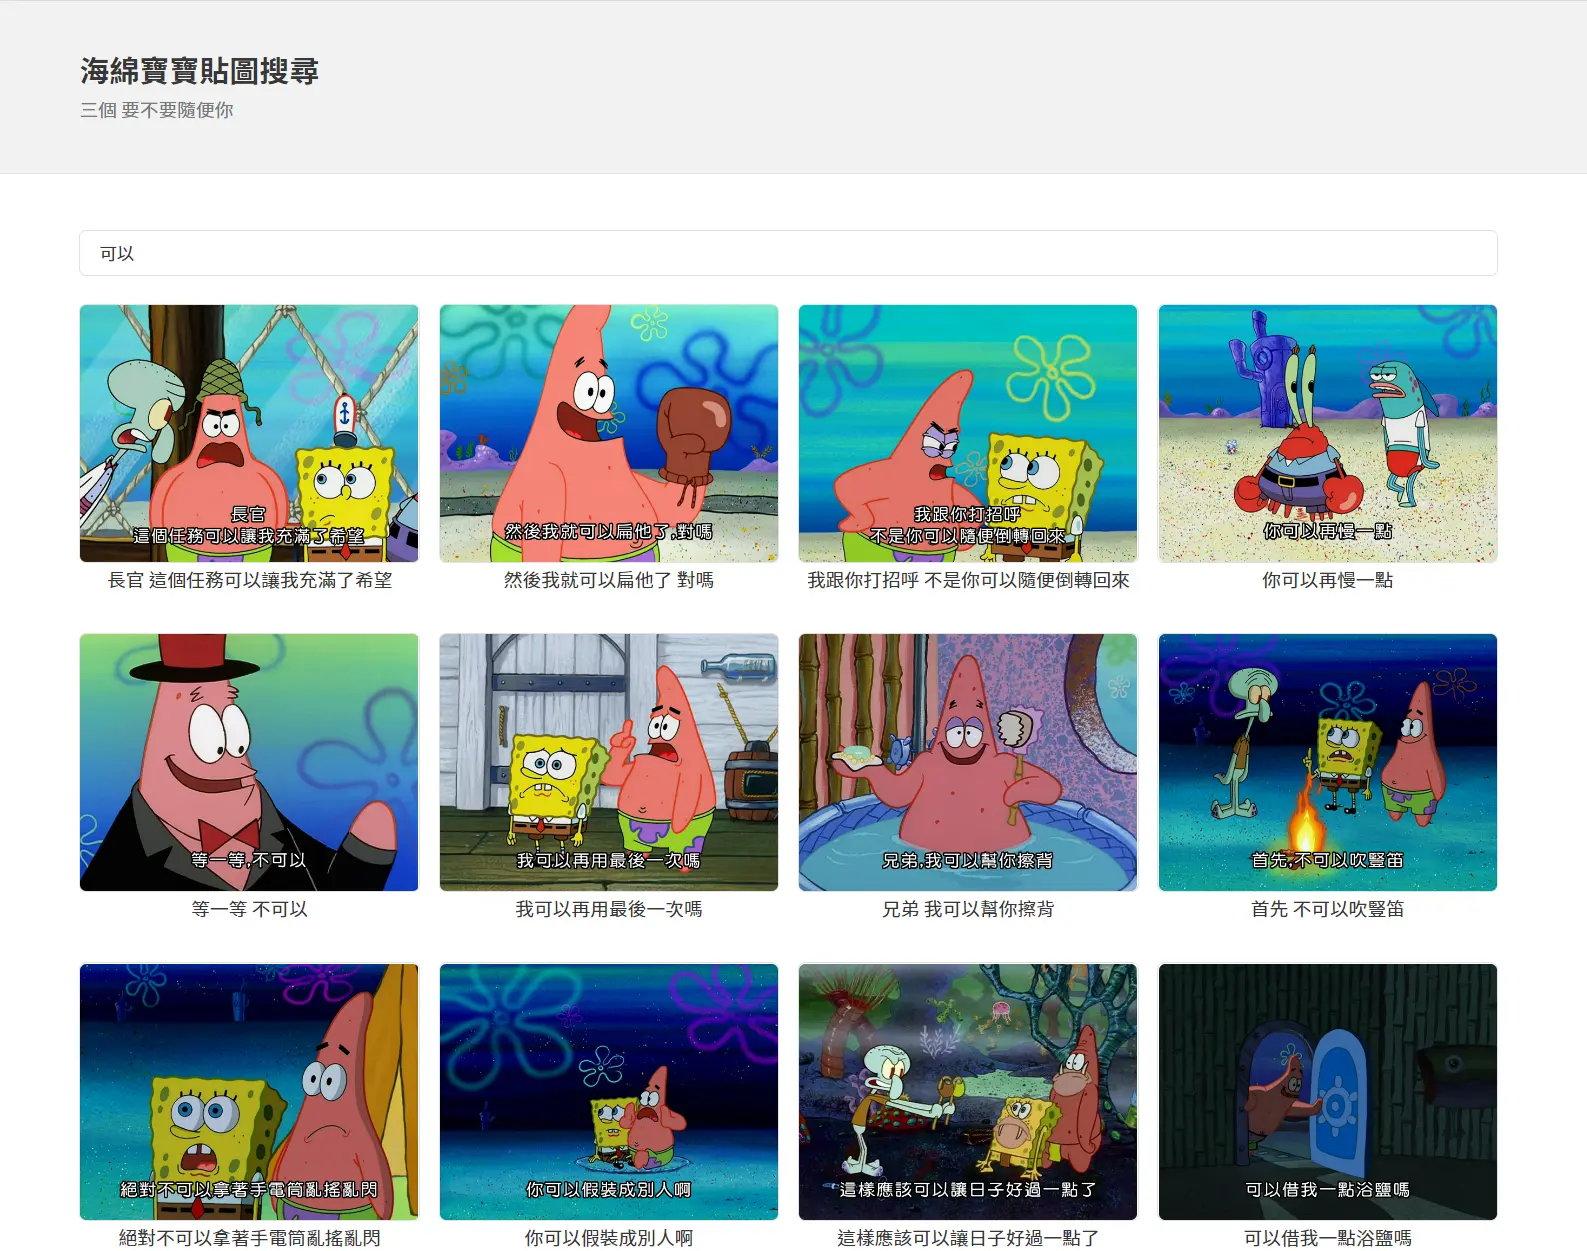 海綿寶寶貼圖搜尋
三個 要不要隨便你
可以
長官
這個任務可以讓我充滿了希望
然後我就可以扁他了,對嗎
我跟你打招呼
不是你可以隨便倒轉回來
你可以再慢一點
長官 這個任務可以讓我充滿了希望
然後我就可以扁他了 對嗎
我跟你打招呼 不是你可以隨便倒轉回來
你可以再慢一點
等一等,不可以
我可以再用最後一次嗎
兄弟,我可以幫你擦背
首先,不可以吹豎笛
等一等 不可以
我可以再用最後一次嗎
兄弟 我可以幫你擦背
首先 不可以吹豎笛
絕對不可以拿著手電筒亂搖亂閃
你可以假裝成別人啊
這樣應該可以讓日子好過一點了
可以借我一點浴鹽嗎
絕對不可以拿著手電筒亂搖亂閃
你可以假裝成別人啊
這樣應該可以讓日子好過一點了
可以借我一點浴鹽嗎